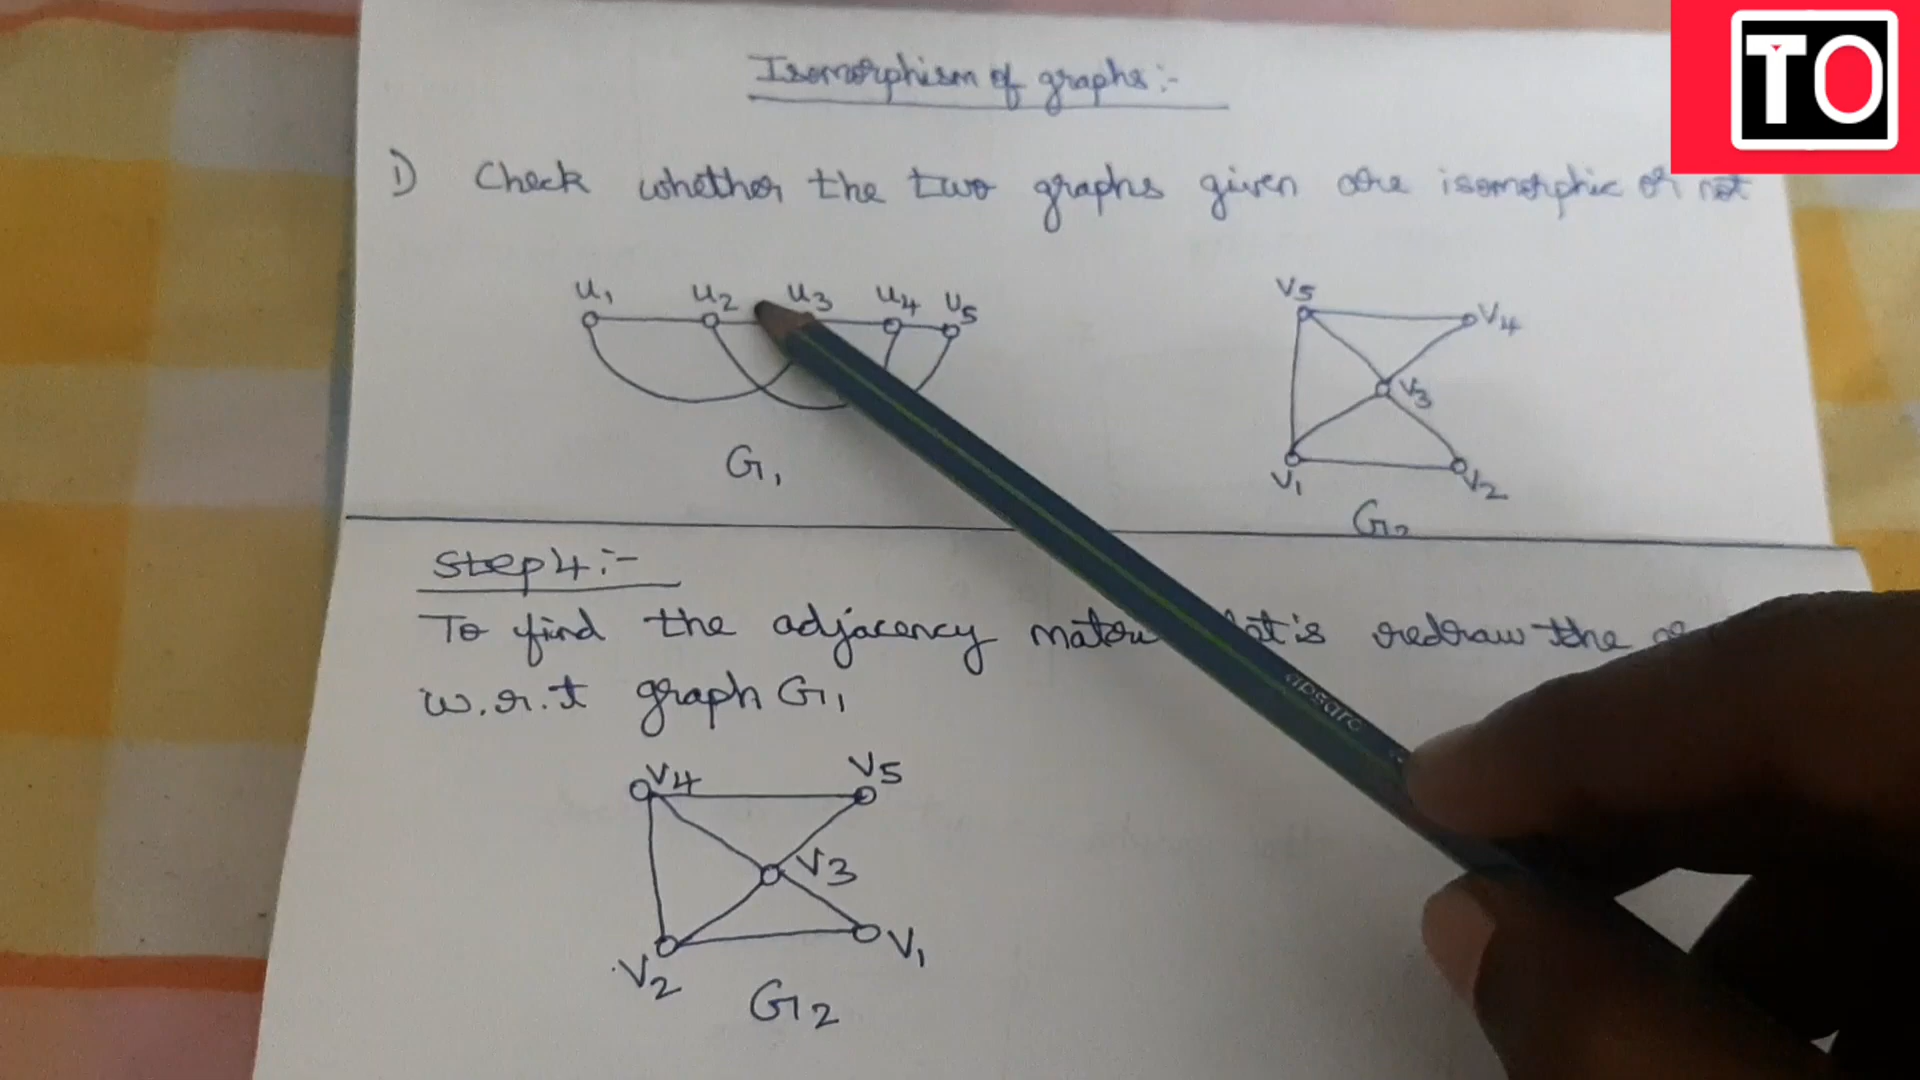 TO
Isomorphism of graphs:-
1) Check whether the two graphs given are isomorphic or not
u1 u2 u3 u4 u5
V5 V4
V3
V1 V2
G1 G2
Step4:-
To find the adjacency redraw the
w.r.t graph G1
apsara
V4 V5
V3
V2 V1
G2